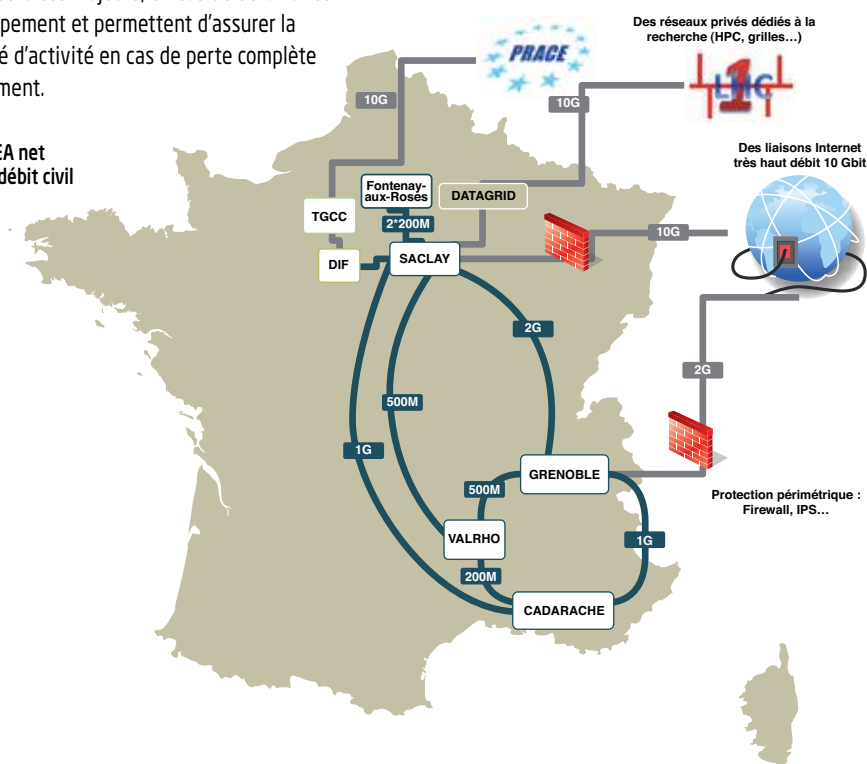 pement et permettent d'assurer la
é d'activité en cas de perte complète
ment.
EA net
débit civil
PRACE
Des réseaux privés dédiés à la
recherche (HPC, grilles...)
LHC
1
10G
10G
Des liaisons Internet
très haut débit 10 Gbit
Fontenay-
aux-Roses
DATAGRID
TGCC
2*200M
10G
DIF
SACLAY
2G
2G
500M
1G
GRENOBLE
500M
Protection périmétrique :
Firewall, IPS...
VALRHO
1G
200M
CADARACHE